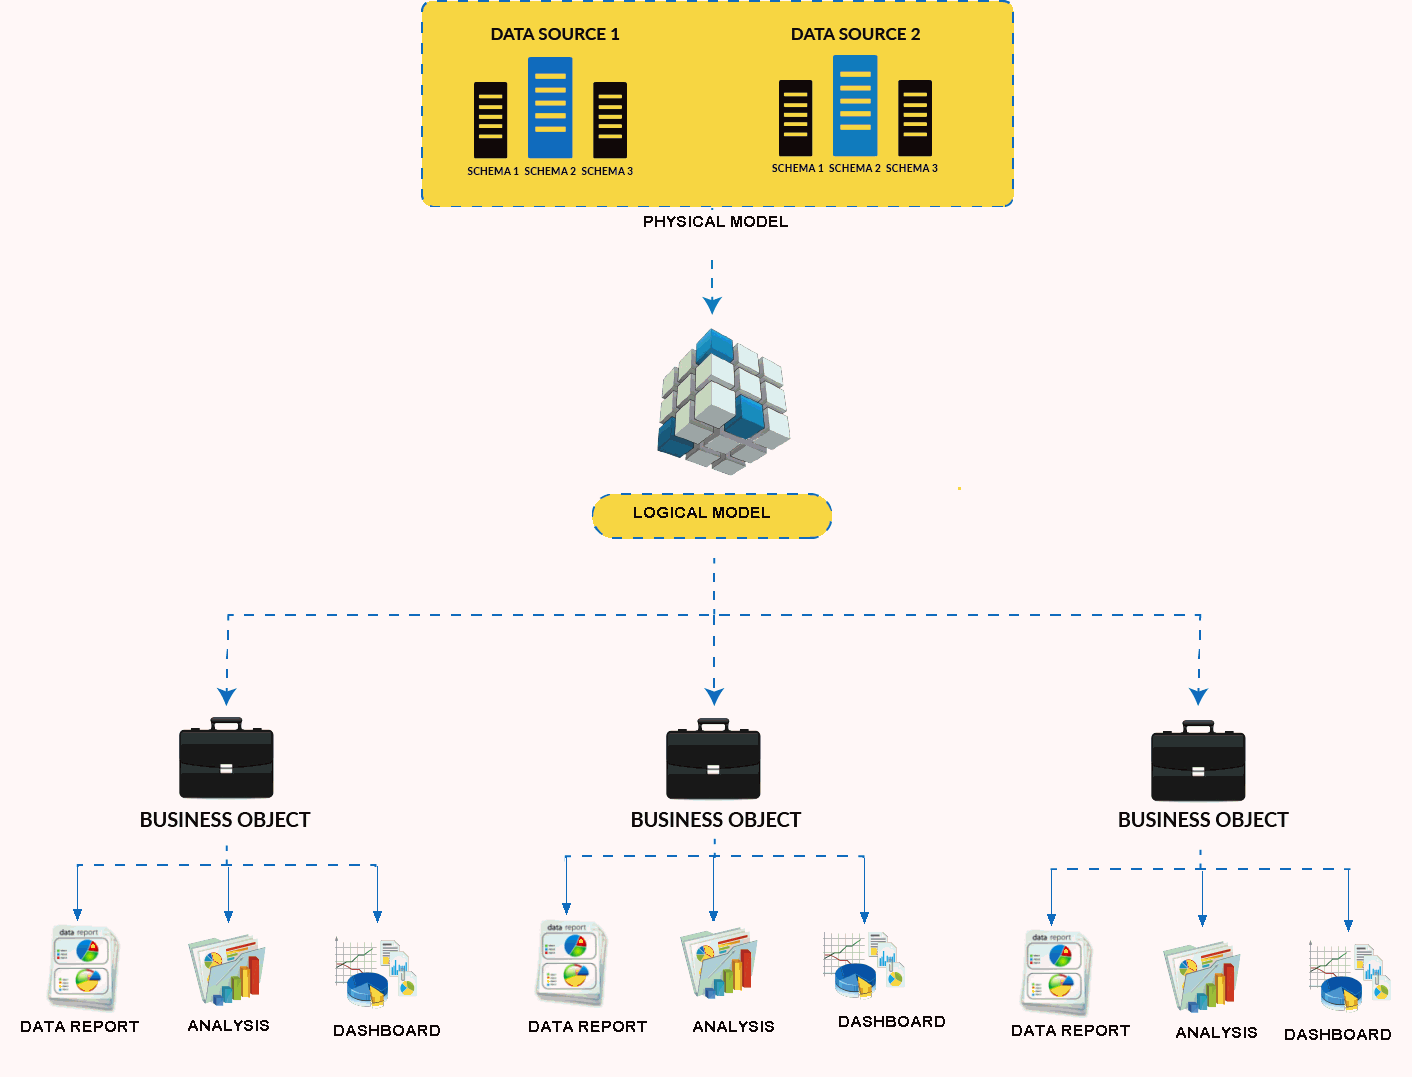 DATA SOURCE 1
DATA SOURCE 2
SCHEMA 1 SCHEMA 2 SCHEMA 3
SCHEMA 1 SCHEMA 2 SCHEMA 3
PHYSICAL MODEL
LOGICAL MODEL
BUSINESS OBJECT
BUSINESS OBJECT
BUSINESS OBJECT
data report
data report
data report
DATA REPORT
ANALYSIS
DASHBOARD
DATA REPORT
ANALYSIS
DASHBOARD
DATA REPORT
ANALYSIS
DASHBOARD